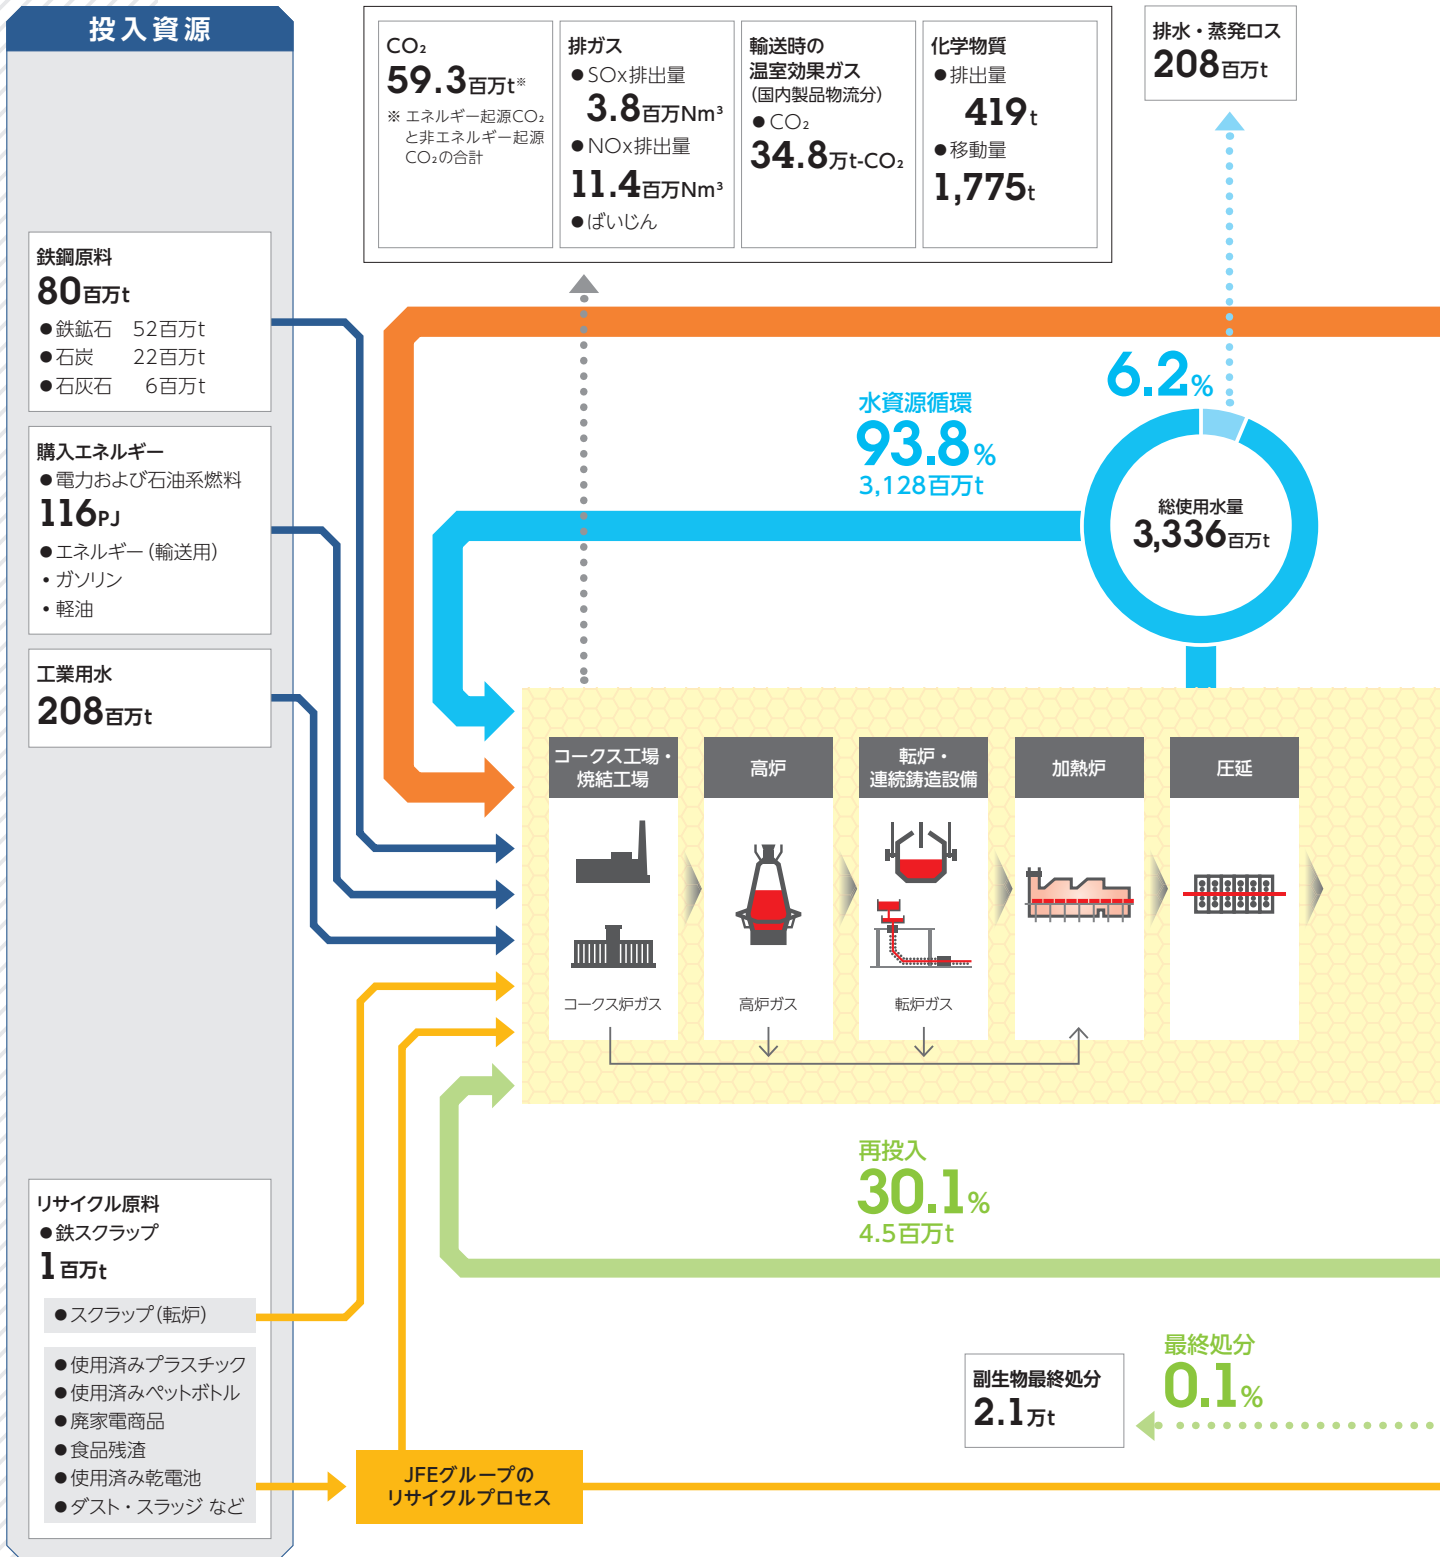 投入資源
鉄鋼原料
80百万t
●鉄鉱石 52百万t
●石炭 22百万t
●石灰石 6百万t
購入エネルギー
●電力および石油系燃料
116PJ
●エネルギー(輸送用)
・ガソリン
・軽油
工業用水
208百万t
リサイクル原料
●鉄スクラップ
1百万t
●スクラップ(転炉)
●使用済みプラスチック
●使用済みペットボトル
●廃家電商品
●食品残渣
●使用済み乾電池
●ダスト・スラッジ など
CO₂
59.3百万t※
※ エネルギー起源CO₂
と非エネルギー起源
CO₂の合計
排ガス
●SOx排出量
3.8百万Nm³
●NOx排出量
11.4百万Nm³
●ばいじん
輸送時の
温室効果ガス
(国内製品物流分)
●CO₂
34.8万t-CO₂
化学物質
●排出量
419t
●移動量
1,775t
排水・蒸発ロス
208百万t
6.2%
水資源循環
93.8%
3,128百万t
総使用水量
3,336百万t
コークス工場・
焼結工場
高炉
転炉・
連続鋳造設備
加熱炉
圧延
コークス炉ガス
高炉ガス
転炉ガス
再投入
30.1%
4.5百万t
最終処分
0.1%
副生物最終処分
2.1万t
JFEグループの
リサイクルプロセス